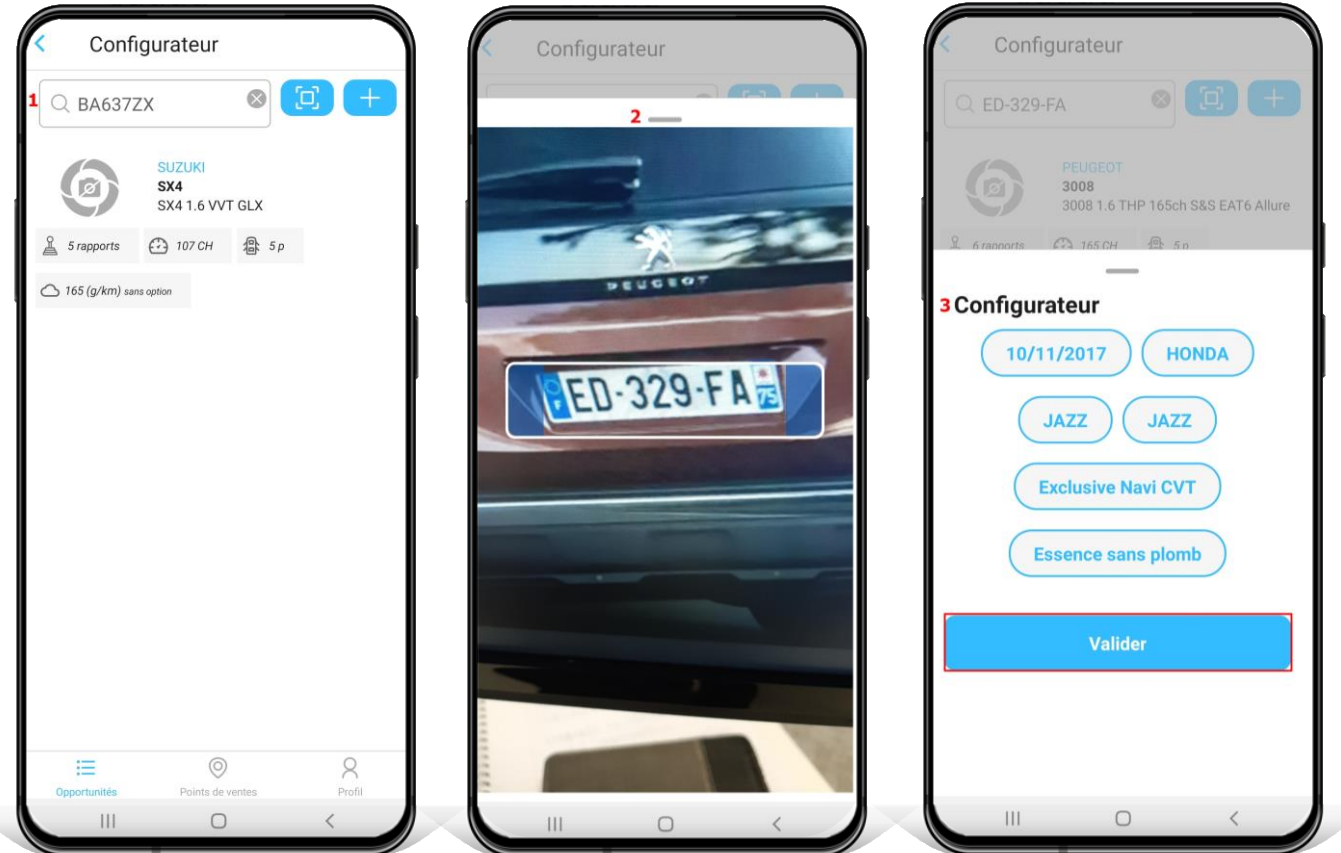 Configurateur
1 BA637ZX
SUZUKI
SX4
SX4 1.6 VVT GLX
5 rapports 107 CH 5 p
165 (g/km) sans option
Opportunités Points de ventes Profil
Configurateur
2
PEUGEOT
F ED-329-FA 75
Configurateur
ED-329-FA
PEUGEOT
3008
3008 1.6 THP 165ch S&S EAT6 Allure
6 rapports 165 CH 5 p
3 Configurateur
10/11/2017 HONDA
JAZZ JAZZ
Exclusive Navi CVT
Essence sans plomb
Valider